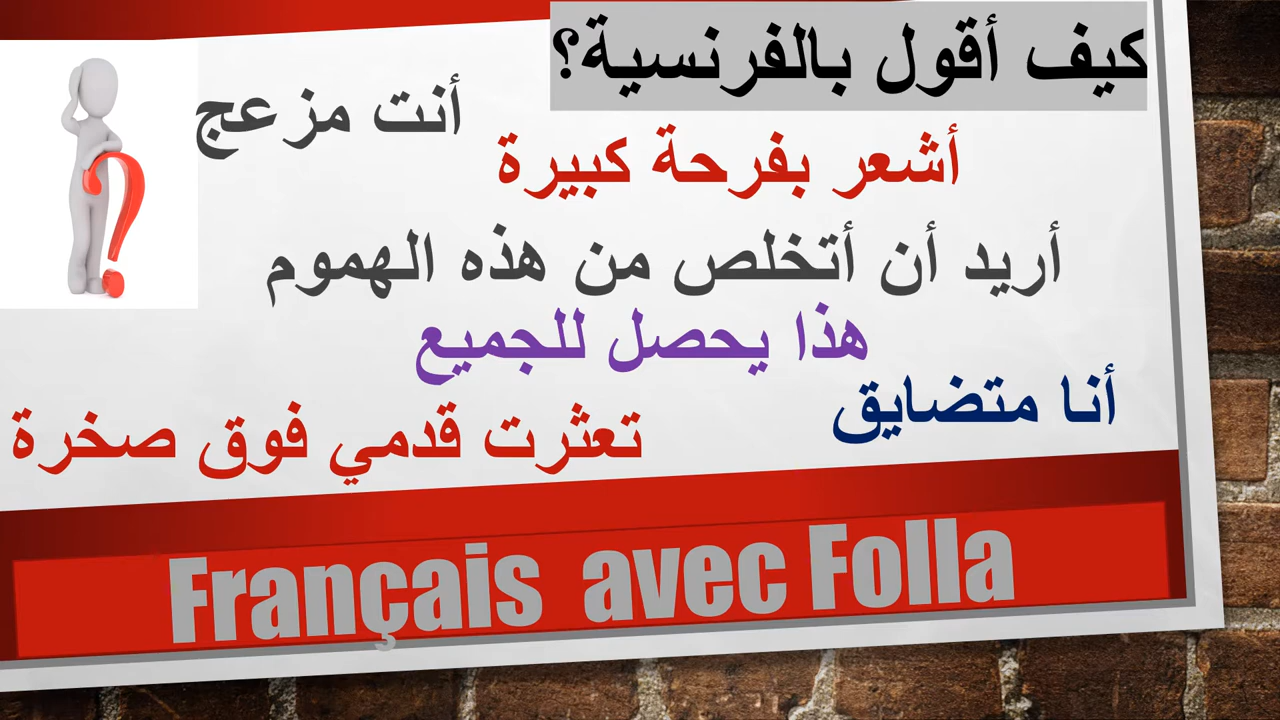 كيف أقول بالفرنسية؟
أنت مزعج
أشعر بفرحة كبيرة
أريد أن أتخلص من هذه الهموم
هذا يحصل للجميع
أنا متضايق
تعثرت قدمي فوق صخرة
Français avec Folla